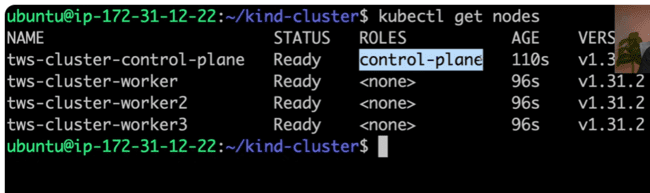 ubuntu@ip-172-31-12-22:~/kind-cluster$ kubectl get nodes
NAME STATUS ROLES AGE VERS
tws-cluster-control-plane Ready control-plane 110s v1.3
tws-cluster-worker Ready <none> 96s v1.31.2
tws-cluster-worker2 Ready <none> 96s v1.31.2
tws-cluster-worker3 Ready <none> 96s v1.31.2
ubuntu@ip-172-31-12-22:~/kind-cluster$